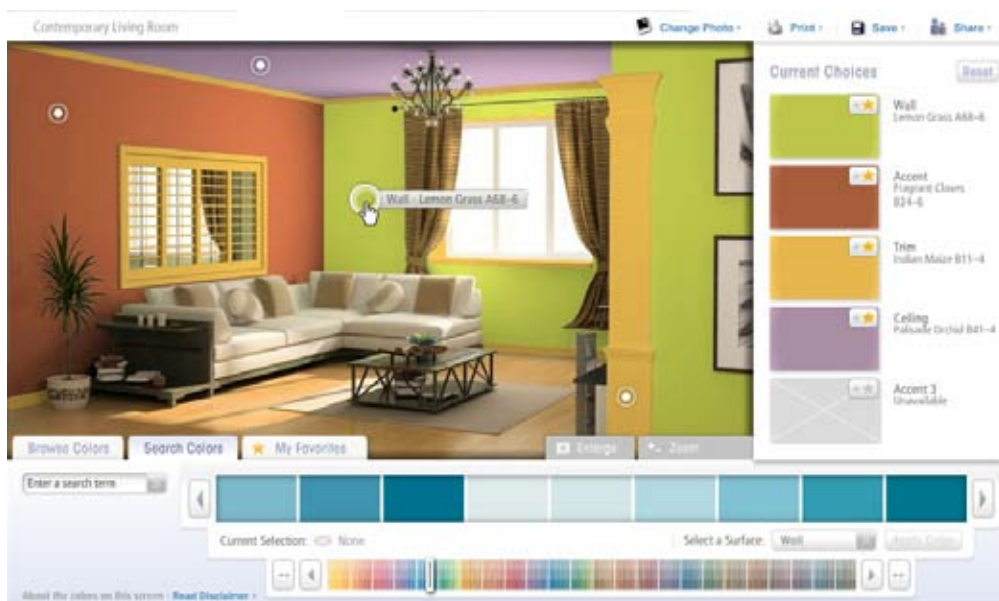 Contemporary Living Room
Change Photo
Print
Save
Share
Current Choices
Reset
Wall
Lemon Grass A68-6
Accent
Fragrant Cloves
B24-6
Trim
Indian Maize B11-4
Ceiling
Palisade Orchid B41-4
Accent 3
Unavailable
Wall - Lemon Grass A68-6
Browse Colors
Search Colors
My Favorites
Enlarge
Zoom
Enter a search term
Current Selection: None
Select a Surface: Wall
Apply Color
About the colors on this screen - Read Disclaimer